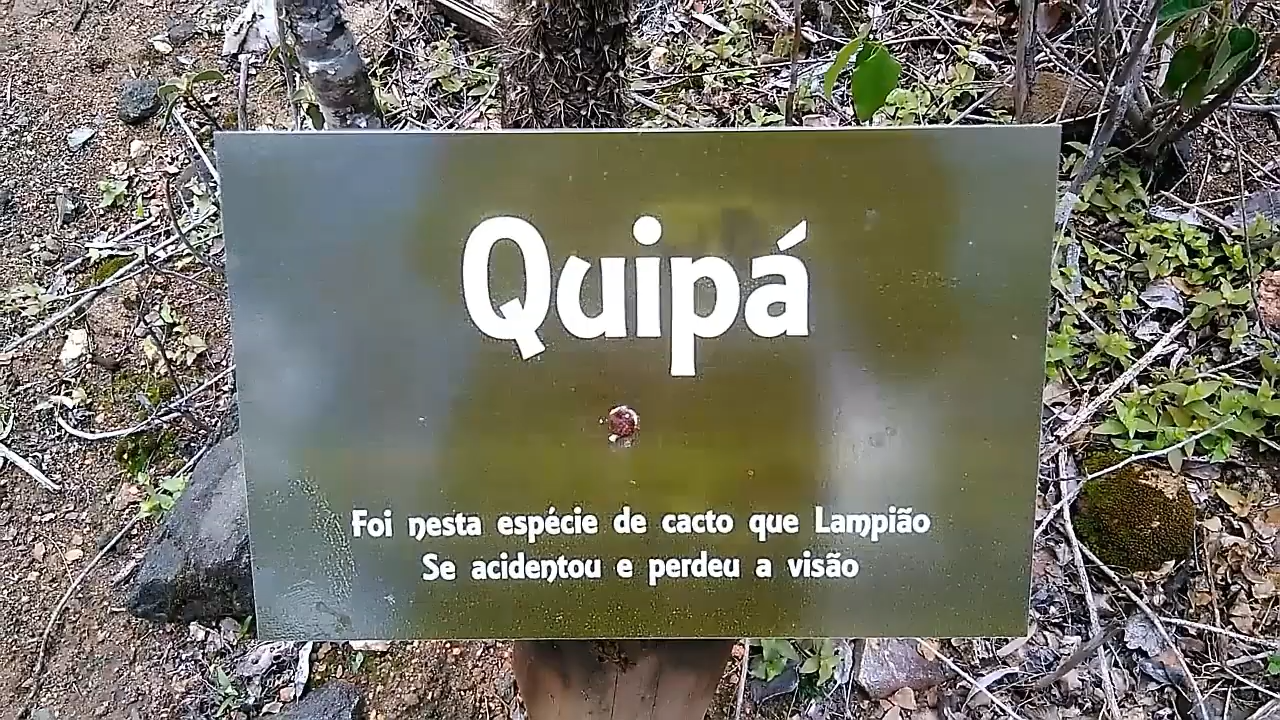 Quipá
Foi nesta espécie de cacto que Lampião
Se acidentou e perdeu a visão